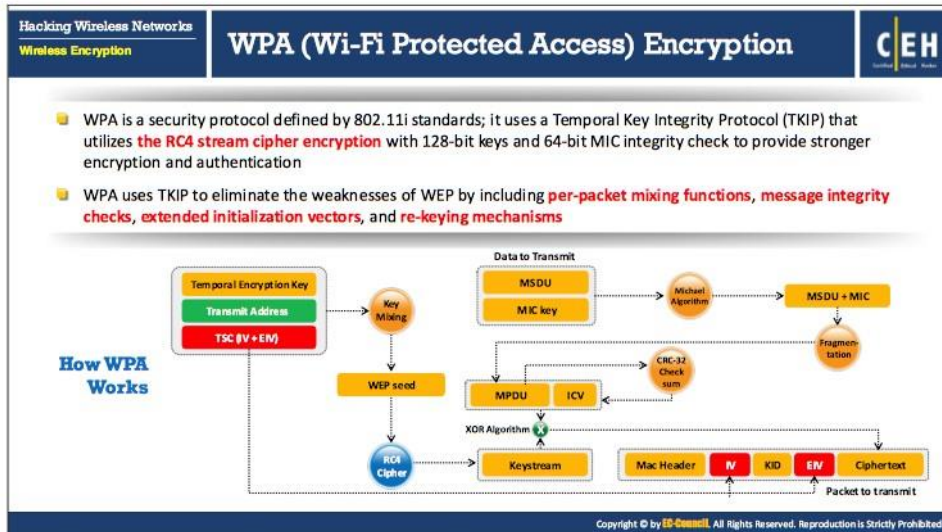 Hacking Wireless Networks
Wireless Encryption
WPA (Wi-Fi Protected Access) Encryption
C|EH
Certified Ethical Hacker
WPA is a security protocol defined by 802.11i standards; it uses a Temporal Key Integrity Protocol (TKIP) that
utilizes the RC4 stream cipher encryption with 128-bit keys and 64-bit MIC integrity check to provide stronger
encryption and authentication
WPA uses TKIP to eliminate the weaknesses of WEP by including per-packet mixing functions, message integrity
checks, extended initialization vectors, and re-keying mechanisms
How WPA
Works
Temporal Encryption Key
Transmit Address
TSC (IV + EIV)
Key
Mixing
WEP seed
RC4
Cipher
Data to Transmit
MSDU
MIC key
Michael
Algorithm
MSDU + MIC
Fragmen-
tation
CRC-32
Check
sum
MPDU
ICV
XOR Algorithm
X
Keystream
Mac Header
IV
KID
EIV
Ciphertext
Packet to transmit
Copyright © by EC-Council. All Rights Reserved. Reproduction is Strictly Prohibited